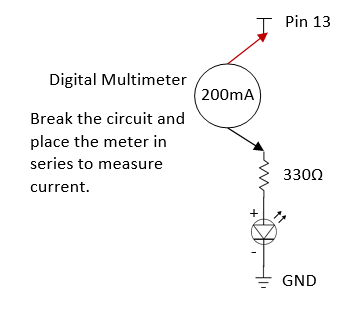 Pin 13
Digital Multimeter
200mA
Break the circuit and
place the meter in
series to measure
current.
330Ω
+
-
GND